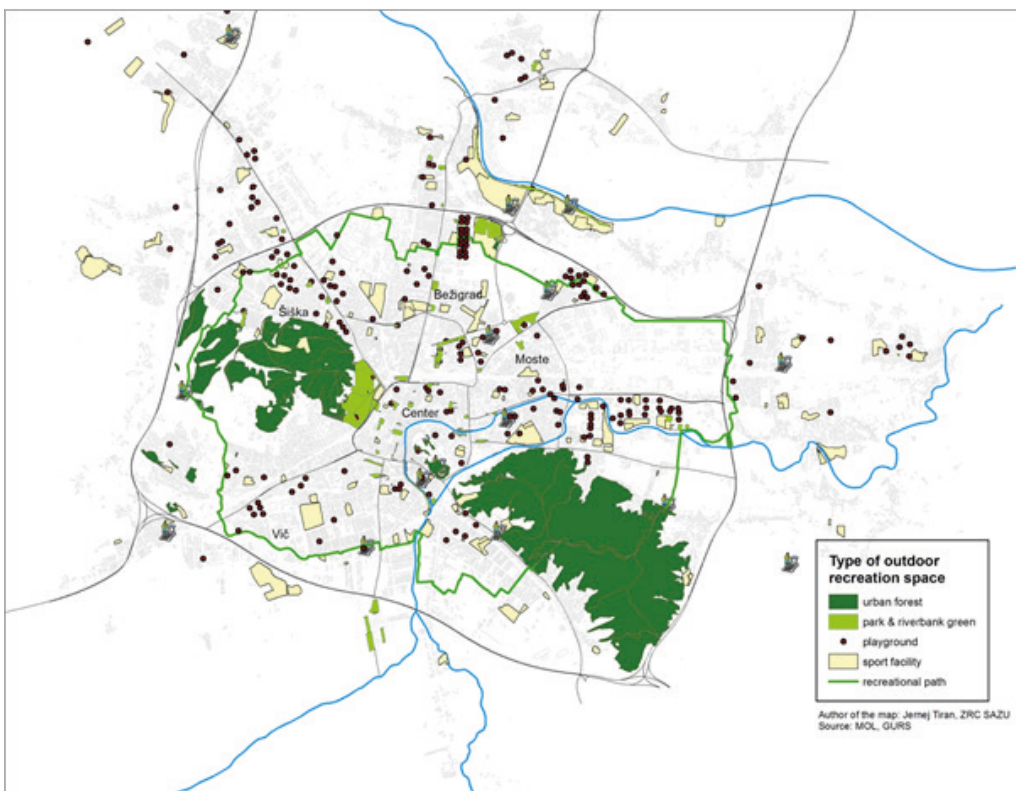 Bežigrad
Šiška
Moste
Center
Vič
Type of outdoor
recreation space
urban forest
park & riverbank green
playground
sport facility
recreational path
Author of the map: Jernej Tiran, ZRC SAZU
Source: MOL, GURS